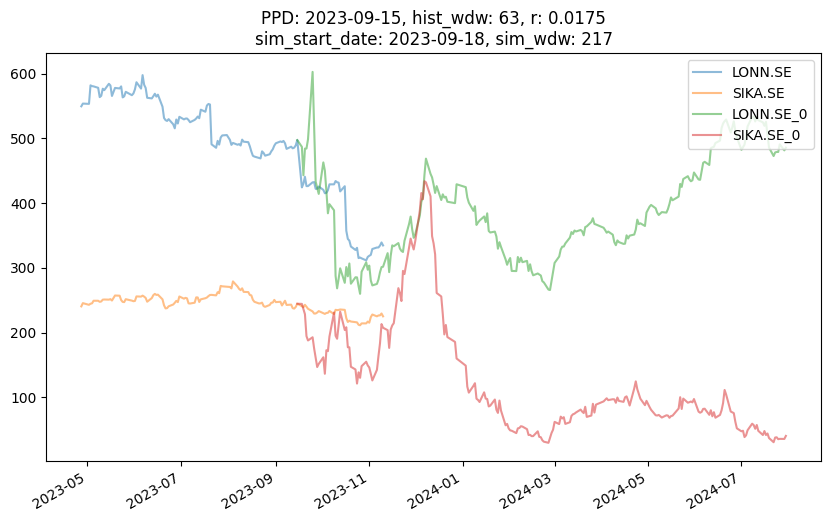 PPD: 2023-09-15, hist_wdw: 63, r: 0.0175
sim_start_date: 2023-09-18, sim_wdw: 217
600
500
400
300
200
100
LONN.SE
SIKA.SE
LONN.SE_0
SIKA.SE_0
2023-05
2023-07
2023-09
2023-11
2024-01
2024-03
2024-05
2024-07